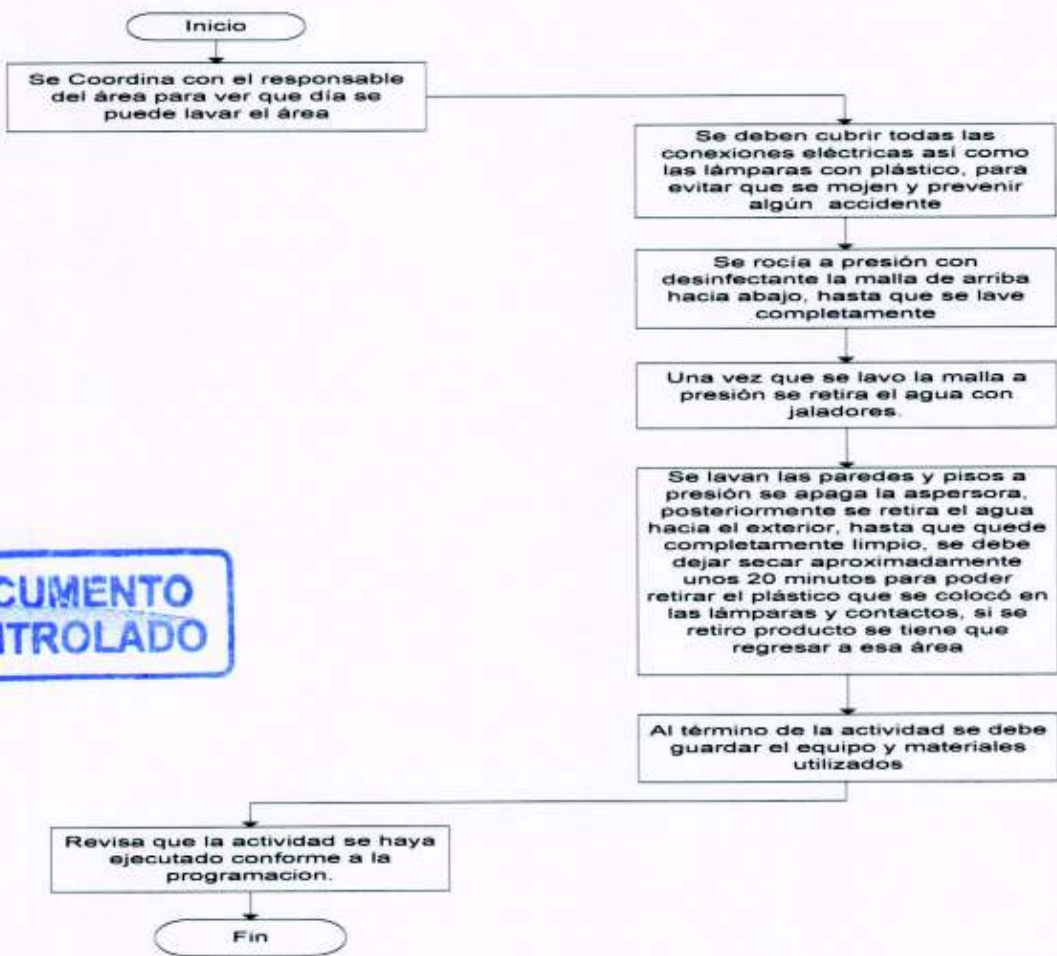 Inicio
Se Coordina con el responsable
del área para ver que día se
puede lavar el área
Se deben cubrir todas las
conexiones eléctricas así como
las lámparas con plástico, para
evitar que se mojen y prevenir
algún accidente
Se rocía a presión con
desinfectante la malla de arriba
hacia abajo, hasta que se lave
completamente
Una vez que se lavo la malla a
presión se retira el agua con
jaladores.
Se lavan las paredes y pisos a
presión se apaga la aspersora,
posteriormente se retira el agua
hacia el exterior, hasta que quede
completamente limpio, se debe
dejar secar aproximadamente
unos 20 minutos para poder
retirar el plástico que se colocó en
las lámparas y contactos, si se
retiro producto se tiene que
regresar a esa área
CUMENTO
NTROLADO
Al término de la actividad se debe
guardar el equipo y materiales
utilizados
Revisa que la actividad se haya
ejecutado conforme a la
programacion.
Fin